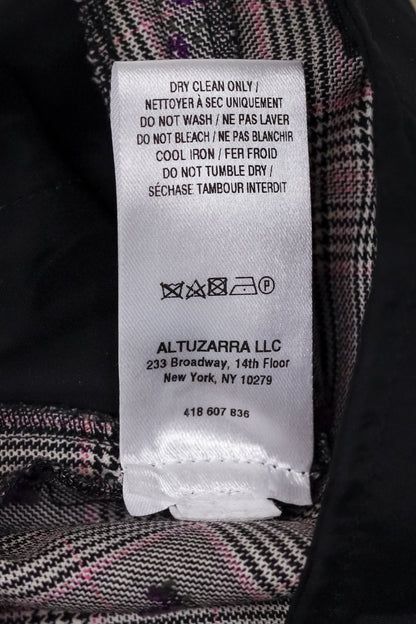 DRY CLEAN ONLY /
NETTOYER À SEC UNIQUEMENT
DO NOT WASH / NE PAS LAVER
DO NOT BLEACH / NE PAS BLANCHIR
COOL IRON / FER FROID
DO NOT TUMBLE DRY /
SÉCHASE TAMBOUR INTERDIT
P
ALTUZARRA LLC
233 Broadway, 14th Floor
New York, NY 10279
418 607 836